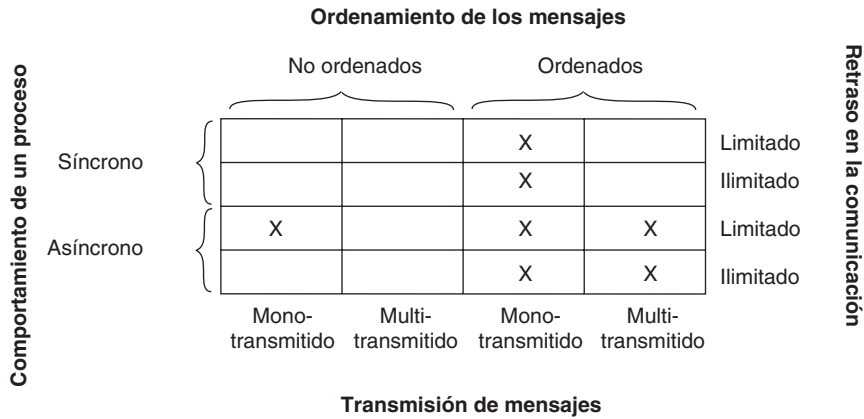 Ordenamiento de los mensajes
No ordenados Ordenados
Comportamiento de un proceso
Retraso en la comunicación
Síncrono
Asíncrono
X Limitado
X Ilimitado
X X X Limitado
X X Ilimitado
Mono- Multi- Mono- Multi-
transmitido transmitido transmitido transmitido
Transmisión de mensajes